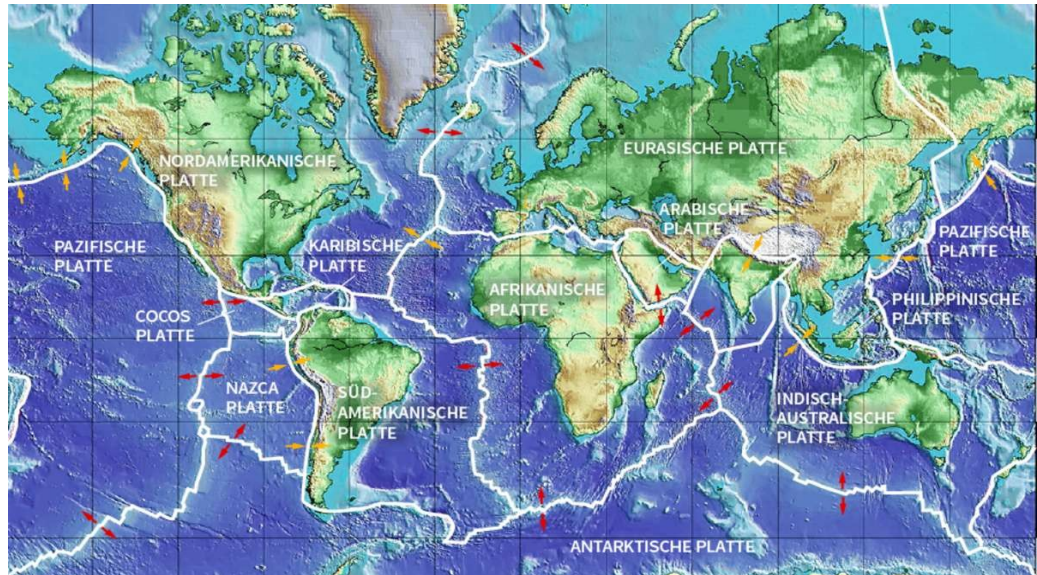 NORDAMERIKANISCHE
PLATTE
EURASISCHE PLATTE
ARABISCHE
PLATTE
PAZIFISCHE
PLATTE
KARIBISCHE
PLATTE
PAZIFISCHE
PLATTE
AFRIKANISCHE
PLATTE
PHILIPPINISCHE
PLATTE
COCOS
PLATTE
NAZCA
PLATTE
SÜD-
AMERIKANISCHE
PLATTE
INDISCH-
AUSTRALISCHE
PLATTE
ANTARKTISCHE PLATTE